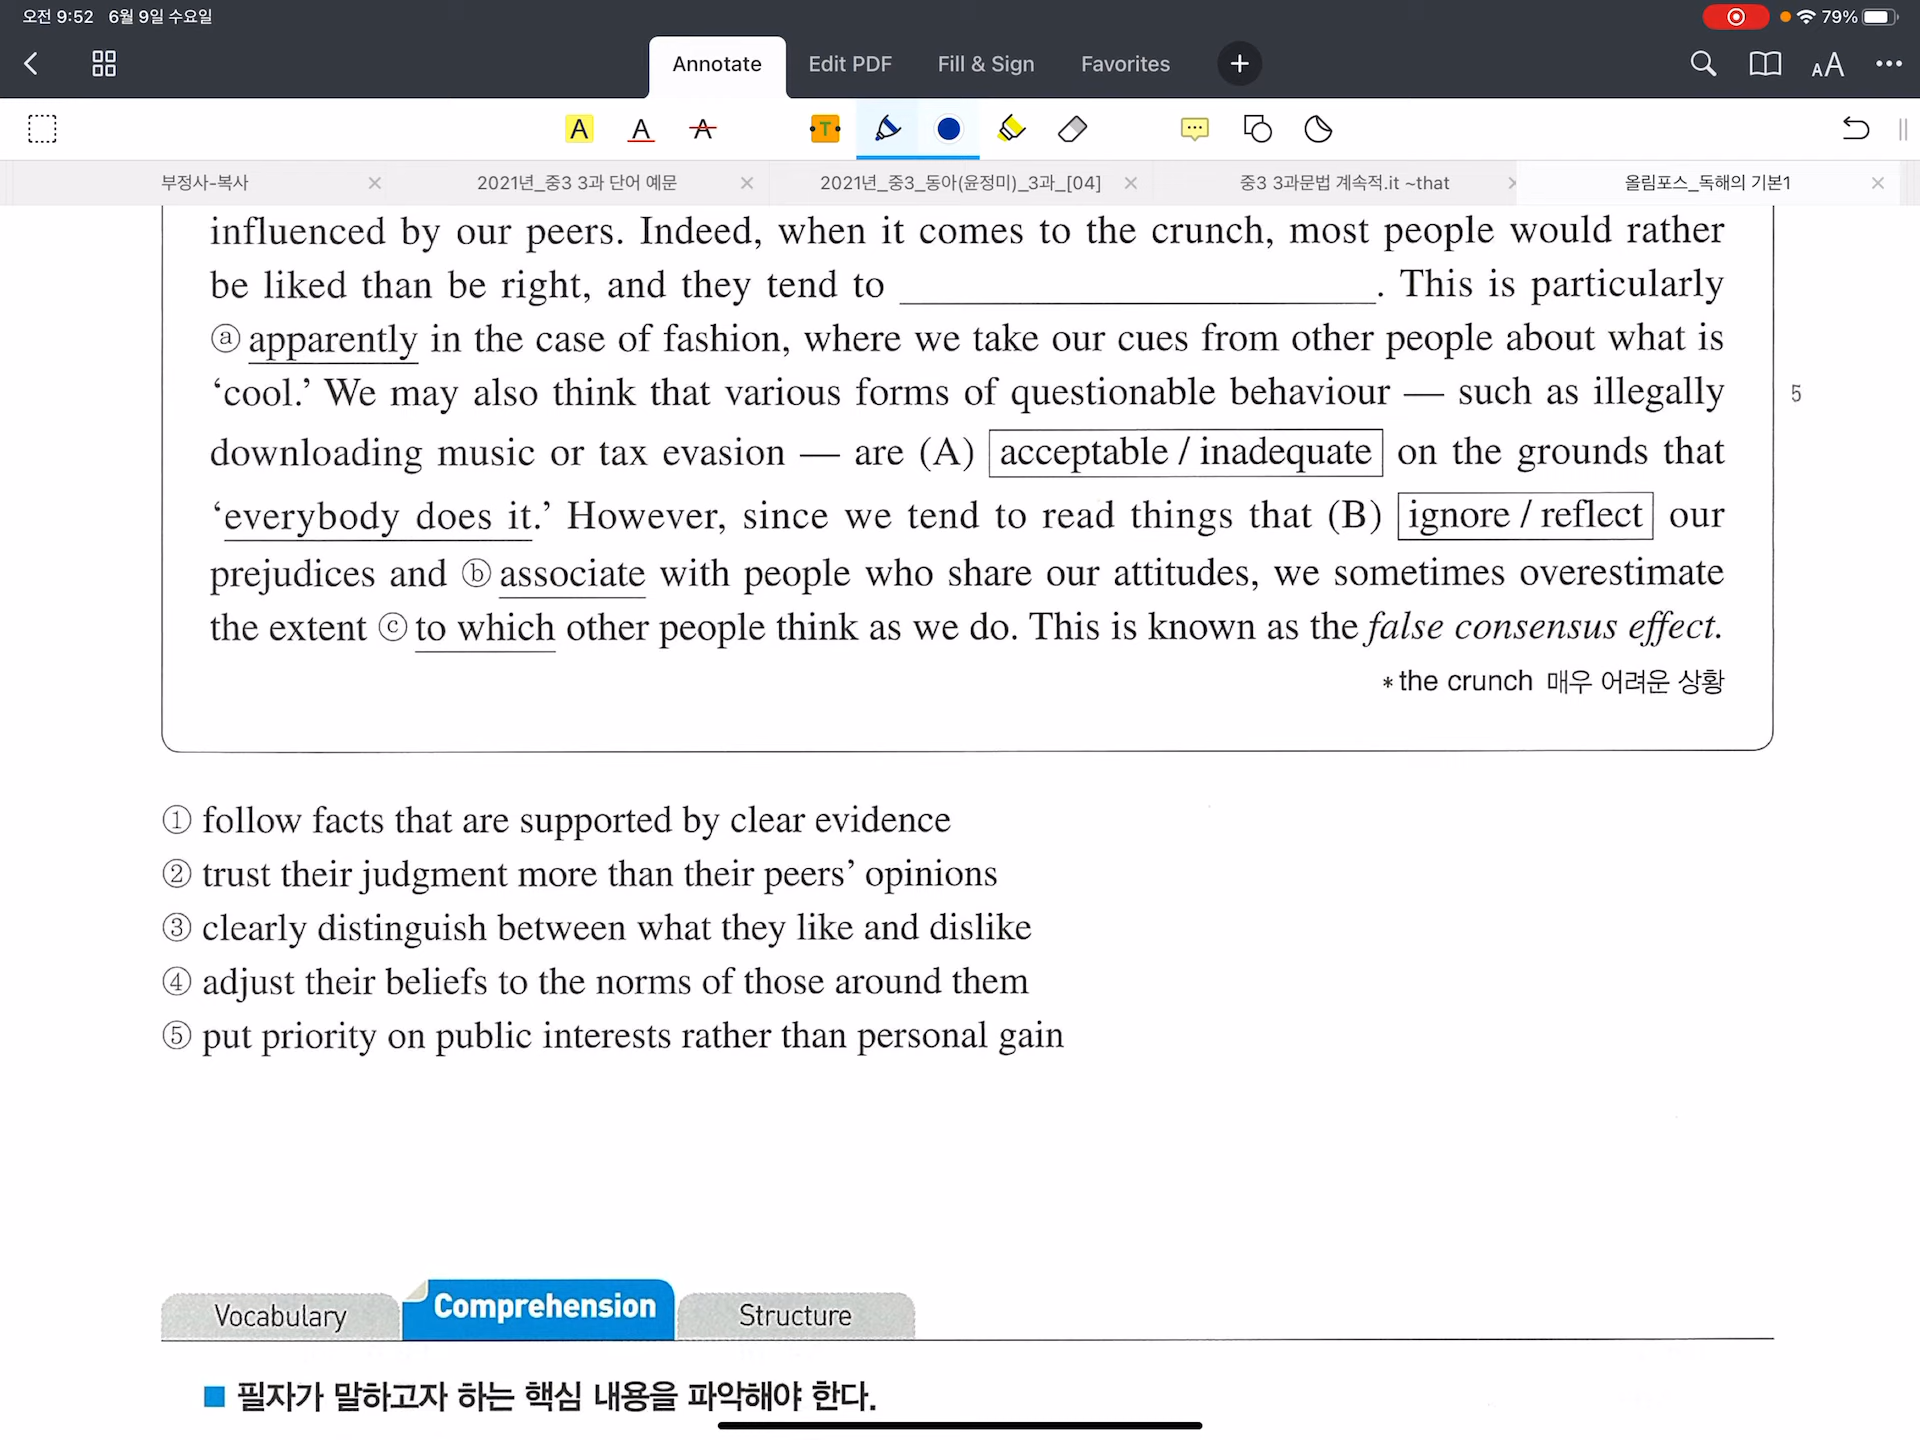 오전 9:52 6월 9일 수요일
79%
Annotate Edit PDF Fill & Sign Favorites
부정사-복사
2021년_중3 3과 단어 예문
2021년_중3_동아(윤정미)_3과_[04]
중3 3과문법 계속적.it ~that
올림포스_독해의 기본1
influenced by our peers. Indeed, when it comes to the crunch, most people would rather
be liked than be right, and they tend to ____________________. This is particularly
ⓐ apparently in the case of fashion, where we take our cues from other people about what is
‘cool.’ We may also think that various forms of questionable behaviour — such as illegally
5
downloading music or tax evasion — are (A) acceptable / inadequate on the grounds that
‘everybody does it.’ However, since we tend to read things that (B) ignore / reflect our
prejudices and ⓑ associate with people who share our attitudes, we sometimes overestimate
the extent ⓒ to which other people think as we do. This is known as the false consensus effect.
*the crunch 매우 어려운 상황
① follow facts that are supported by clear evidence
② trust their judgment more than their peers’ opinions
③ clearly distinguish between what they like and dislike
④ adjust their beliefs to the norms of those around them
⑤ put priority on public interests rather than personal gain
Vocabulary Comprehension Structure
■ 필자가 말하고자 하는 핵심 내용을 파악해야 한다.